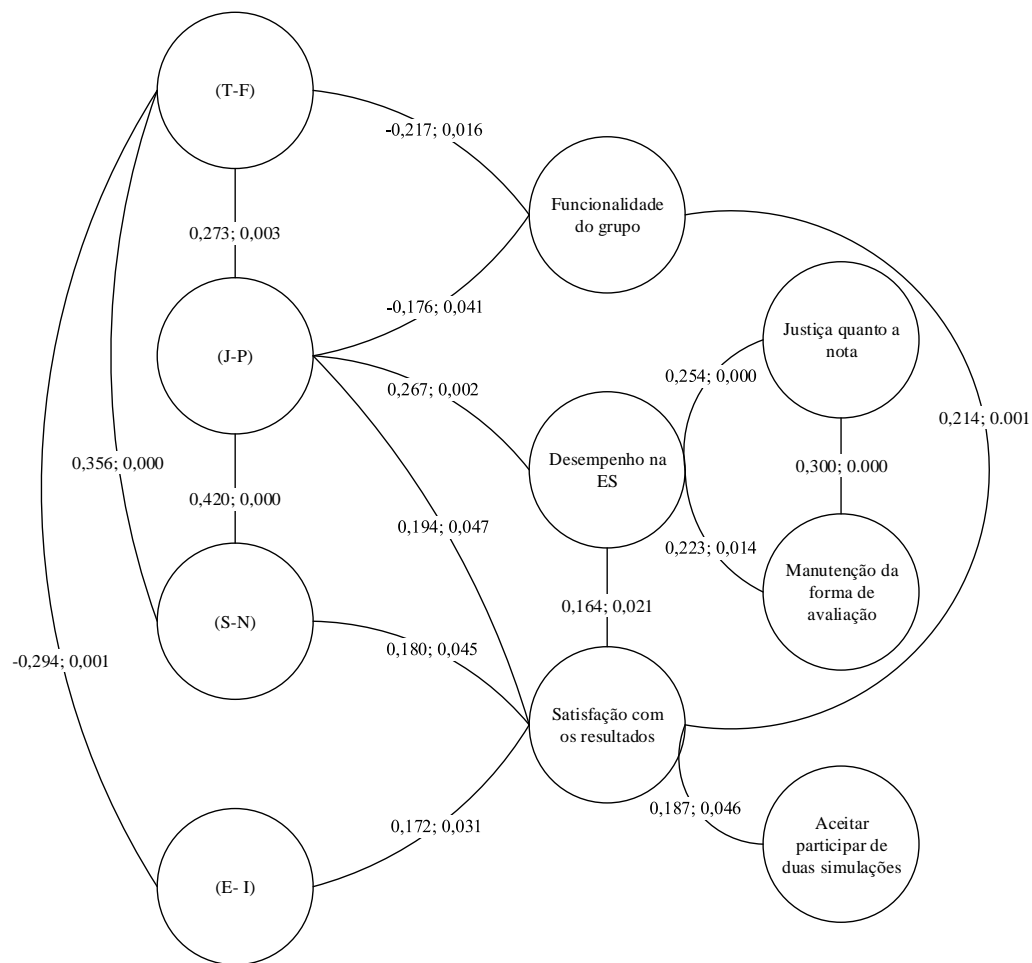 (T-F)
-0,217; 0,016
Funcionalidade
do grupo
0,273; 0,003
-0,176; 0,041
(J-P)
Justiça quanto a
nota
0,254; 0,000
0,267; 0,002
0,214; 0.001
Desempenho na
ES
0,356; 0,000
0,300; 0.000
0,420; 0,000
0,194; 0,047
0,223; 0,014
Manutenção da
forma de
avaliação
0,164; 0,021
(S-N)
0,180; 0,045
-0,294; 0,001
Satisfação com
os resultados
0,187; 0,046
0,172; 0,031
Aceitar
participar de
duas simulações
(E- I)